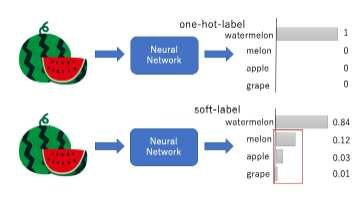 one-hot-label
Neural
Network
watermelon 1
melon 0
apple 0
grape 0
soft-label
Neural
Network
watermelon 0.84
melon 0.12
apple 0.03
grape 0.01